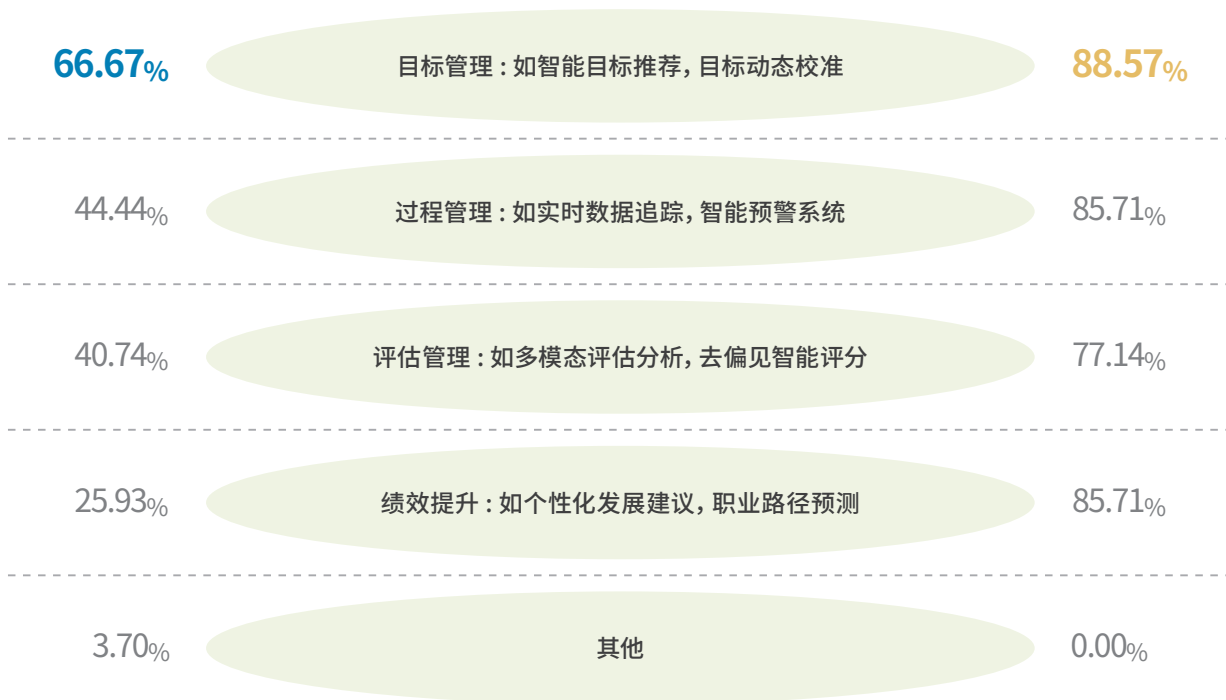 66.67% 目标管理：如智能目标推荐，目标动态校准 88.57%
44.44% 过程管理：如实时数据追踪，智能预警系统 85.71%
40.74% 评估管理：如多模态评估分析，去偏见智能评分 77.14%
25.93% 绩效提升：如个性化发展建议，职业路径预测 85.71%
3.70% 其他 0.00%